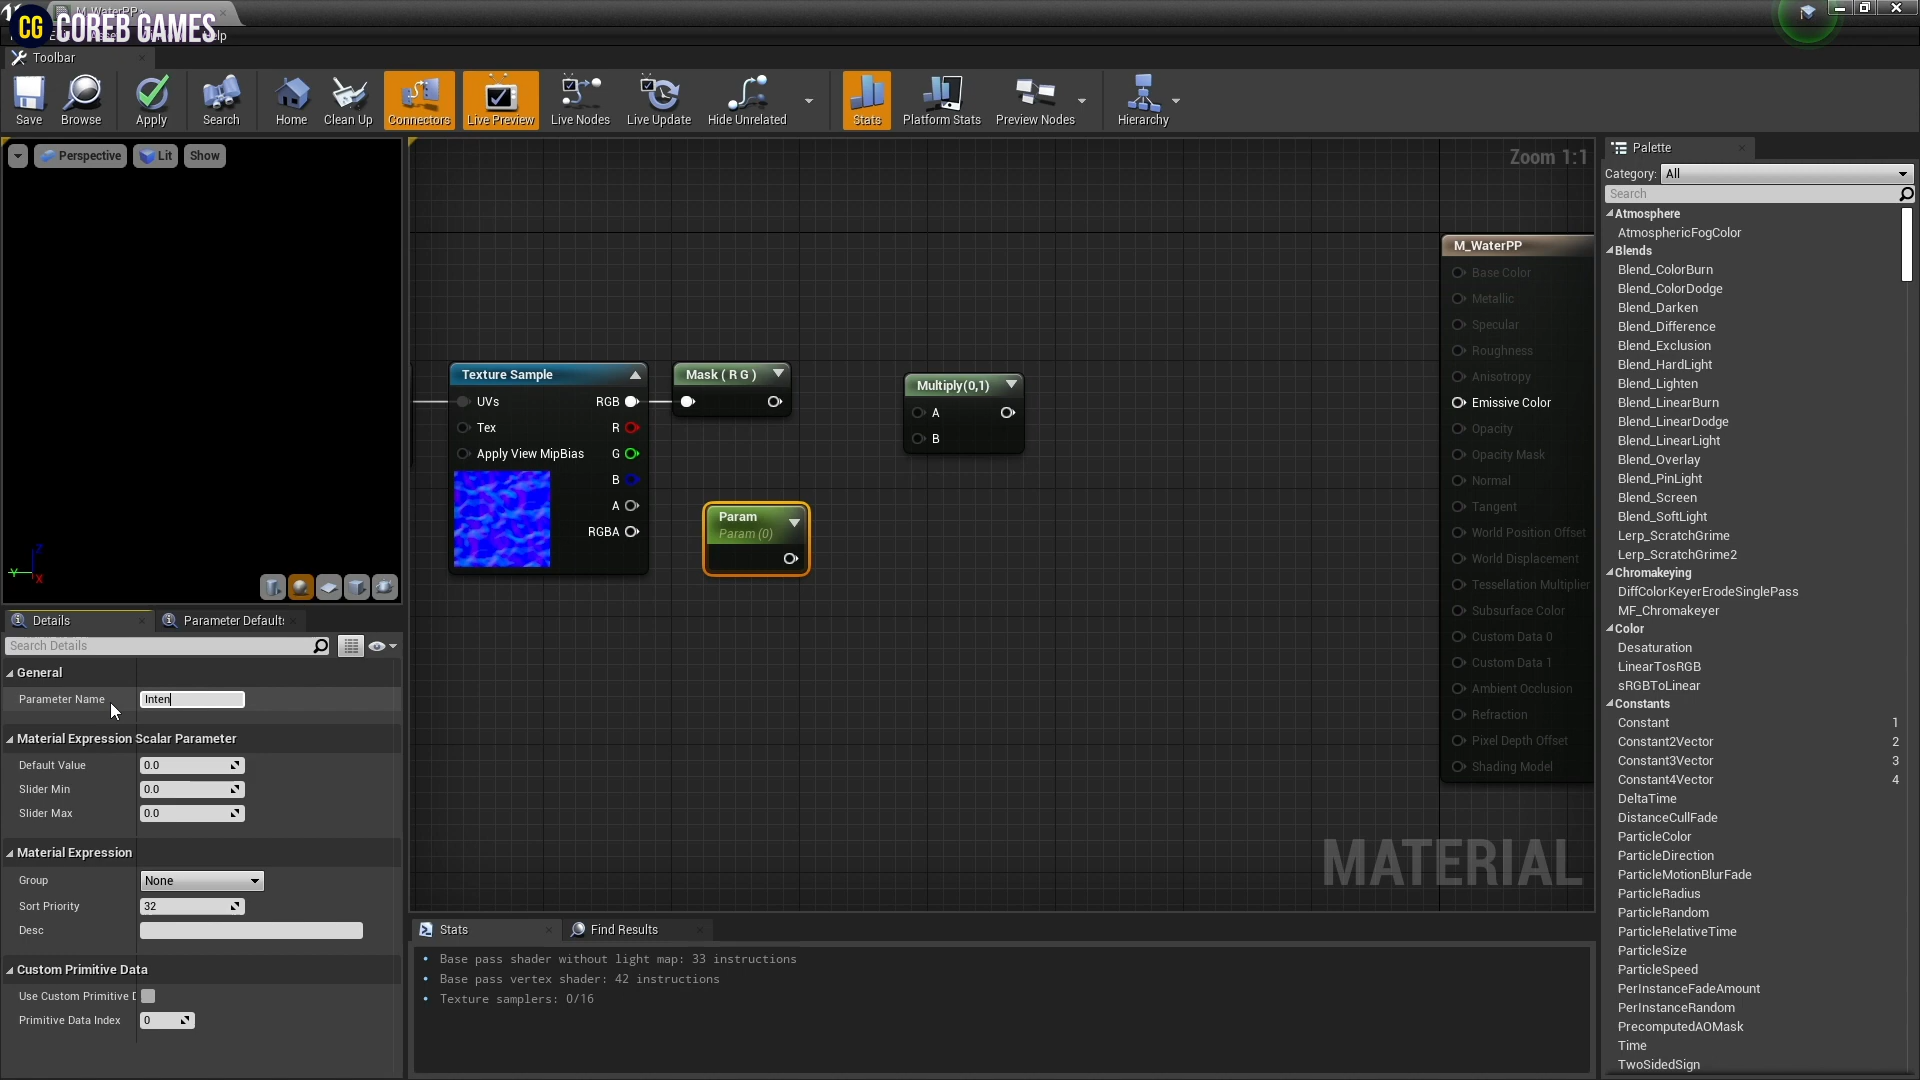 M_WaterPP*
CG COREB GAMES
Help
Toolbar
Save
Browse
Apply
Search
Home
Clean Up
Connectors
Live Preview
Live Nodes
Live Update
Hide Unrelated
Stats
Platform Stats
Preview Nodes
Hierarchy
Perspective
Lit
Show
Z
Y
X
Details
Parameter Defaults
Search Details
General
Parameter Name Inten
Material Expression Scalar Parameter
Default Value 0.0
Slider Min 0.0
Slider Max 0.0
Material Expression
Group None
Sort Priority 32
Desc
Custom Primitive Data
Use Custom Primitive D
Primitive Data Index 0
Zoom 1:1
Texture Sample
UVs RGB
Tex R
Apply View MipBias G
B
A
RGBA
Mask ( R G )
Param
Param (0)
Multiply(0,1)
A
B
M_WaterPP
Base Color
Metallic
Specular
Roughness
Anisotropy
Emissive Color
Opacity
Opacity Mask
Normal
Tangent
World Position Offset
World Displacement
Tessellation Multiplier
Subsurface Color
Custom Data 0
Custom Data 1
Ambient Occlusion
Refraction
Pixel Depth Offset
Shading Model
MATERIAL
Stats
Find Results
Base pass shader without light map: 33 instructions
Base pass vertex shader: 42 instructions
Texture samplers: 0/16
Palette
Category: All
Search
Atmosphere
AtmosphericFogColor
Blends
Blend_ColorBurn
Blend_ColorDodge
Blend_Darken
Blend_Difference
Blend_Exclusion
Blend_HardLight
Blend_Lighten
Blend_LinearBurn
Blend_LinearDodge
Blend_LinearLight
Blend_Overlay
Blend_PinLight
Blend_Screen
Blend_SoftLight
Lerp_ScratchGrime
Lerp_ScratchGrime2
Chromakeying
DiffColorKeyerErodeSinglePass
MF_Chromakeyer
Color
Desaturation
LinearTosRGB
sRGBToLinear
Constants
Constant 1
Constant2Vector 2
Constant3Vector 3
Constant4Vector 4
DeltaTime
DistanceCullFade
ParticleColor
ParticleDirection
ParticleMotionBlurFade
ParticleRadius
ParticleRandom
ParticleRelativeTime
ParticleSize
ParticleSpeed
PerInstanceFadeAmount
PerInstanceRandom
PrecomputedAOMask
Time
TwoSidedSign